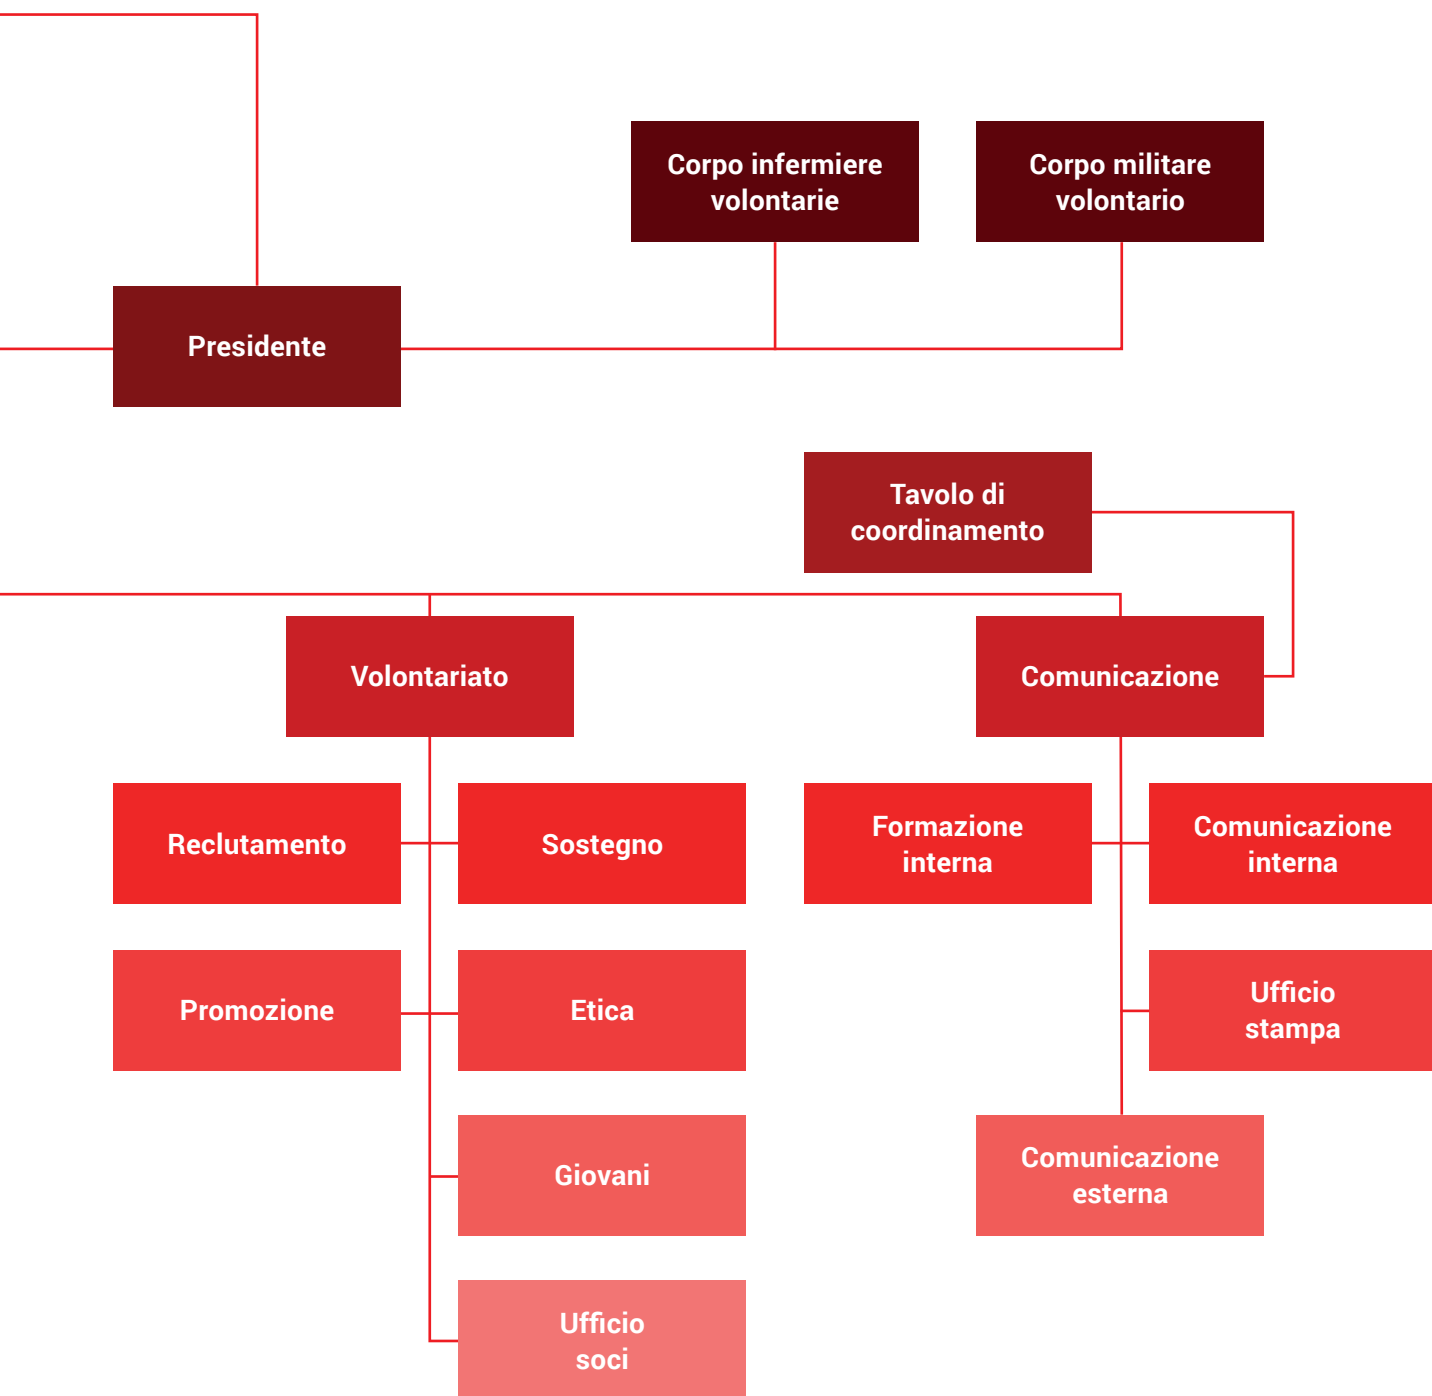 Corpo infermiere
volontarie
Corpo militare
volontario
Presidente
Tavolo di
coordinamento
Volontariato
Comunicazione
Reclutamento
Sostegno
Formazione
interna
Comunicazione
interna
Promozione
Etica
Ufficio
stampa
Giovani
Comunicazione
esterna
Ufficio
soci